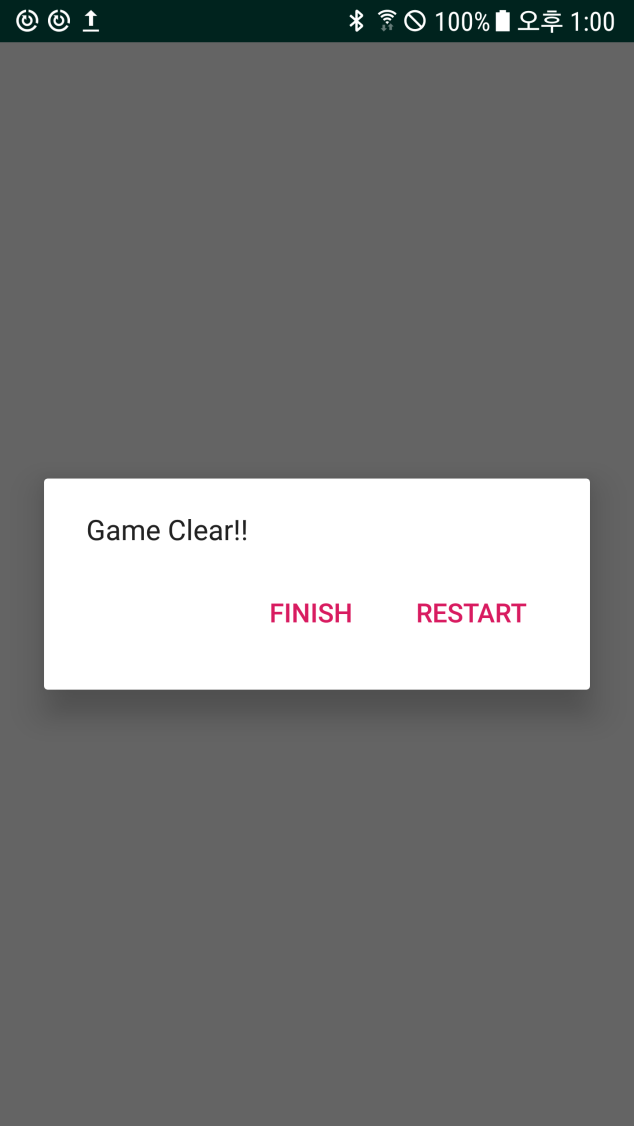 100% 오후 1:00
Game Clear!!
FINISH RESTART